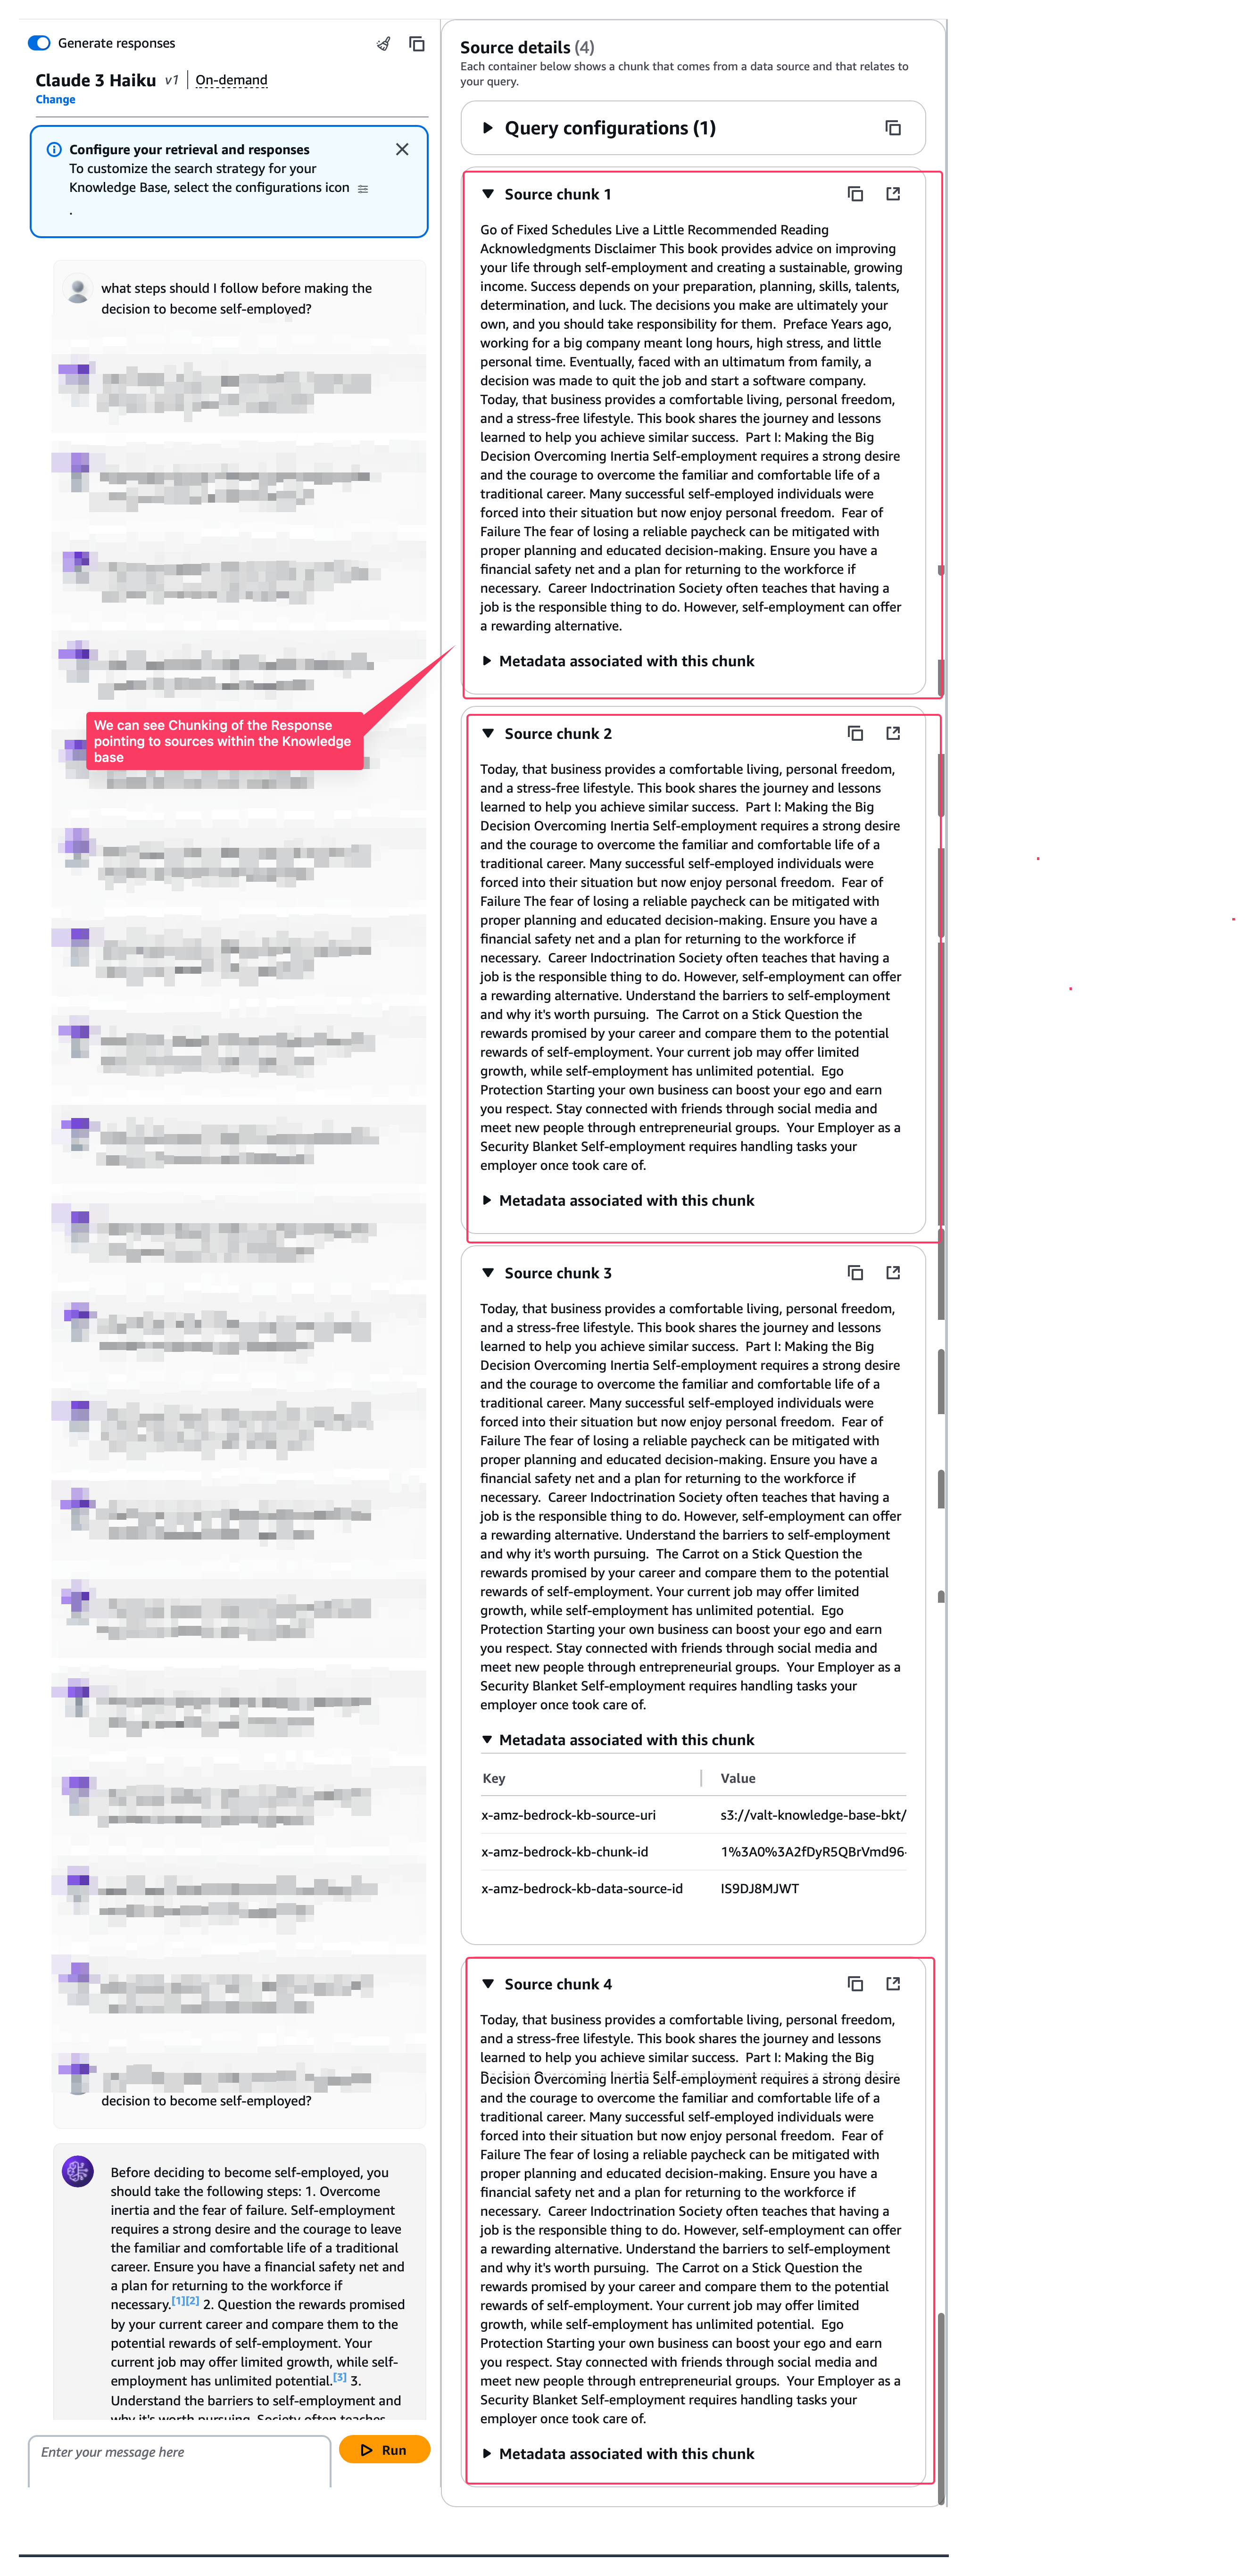 Generate responses
Claude 3 Haiku v1 On-demand
Change
Configure your retrieval and responses
To customize the search strategy for your
Knowledge Base, select the configurations icon
.
what steps should I follow before making the
decision to become self-employed?
We can see Chunking of the Response
pointing to sources within the Knowledge
base
decision to become self-employed?
Before deciding to become self-employed, you
should take the following steps: 1. Overcome
inertia and the fear of failure. Self-employment
requires a strong desire and the courage to leave
the familiar and comfortable life of a traditional
career. Ensure you have a financial safety net and
a plan for returning to the workforce if
necessary.[1][2] 2. Question the rewards promised
by your current career and compare them to the
potential rewards of self-employment. Your
current job may offer limited growth, while self-
employment has unlimited potential.[3] 3.
Understand the barriers to self-employment and
why it's worth pursuing. Society often teaches
Enter your message here
Run
Source details (4)
Each container below shows a chunk that comes from a data source and that relates to
your query.
Query configurations (1)
Source chunk 1
Go of Fixed Schedules Live a Little Recommended Reading
Acknowledgments Disclaimer This book provides advice on improving
your life through self-employment and creating a sustainable, growing
income. Success depends on your preparation, planning, skills, talents,
determination, and luck. The decisions you make are ultimately your
own, and you should take responsibility for them. Preface Years ago,
working for a big company meant long hours, high stress, and little
personal time. Eventually, faced with an ultimatum from family, a
decision was made to quit the job and start a software company.
Today, that business provides a comfortable living, personal freedom,
and a stress-free lifestyle. This book shares the journey and lessons
learned to help you achieve similar success. Part I: Making the Big
Decision Overcoming Inertia Self-employment requires a strong desire
and the courage to overcome the familiar and comfortable life of a
traditional career. Many successful self-employed individuals were
forced into their situation but now enjoy personal freedom. Fear of
Failure The fear of losing a reliable paycheck can be mitigated with
proper planning and educated decision-making. Ensure you have a
financial safety net and a plan for returning to the workforce if
necessary. Career Indoctrination Society often teaches that having a
job is the responsible thing to do. However, self-employment can offer
a rewarding alternative.
Metadata associated with this chunk
Source chunk 2
Today, that business provides a comfortable living, personal freedom,
and a stress-free lifestyle. This book shares the journey and lessons
learned to help you achieve similar success. Part I: Making the Big
Decision Overcoming Inertia Self-employment requires a strong desire
and the courage to overcome the familiar and comfortable life of a
traditional career. Many successful self-employed individuals were
forced into their situation but now enjoy personal freedom. Fear of
Failure The fear of losing a reliable paycheck can be mitigated with
proper planning and educated decision-making. Ensure you have a
financial safety net and a plan for returning to the workforce if
necessary. Career Indoctrination Society often teaches that having a
job is the responsible thing to do. However, self-employment can offer
a rewarding alternative. Understand the barriers to self-employment
and why it's worth pursuing. The Carrot on a Stick Question the
rewards promised by your career and compare them to the potential
rewards of self-employment. Your current job may offer limited
growth, while self-employment has unlimited potential. Ego
Protection Starting your own business can boost your ego and earn
you respect. Stay connected with friends through social media and
meet new people through entrepreneurial groups. Your Employer as a
Security Blanket Self-employment requires handling tasks your
employer once took care of.
Metadata associated with this chunk
Source chunk 3
Today, that business provides a comfortable living, personal freedom,
and a stress-free lifestyle. This book shares the journey and lessons
learned to help you achieve similar success. Part I: Making the Big
Decision Overcoming Inertia Self-employment requires a strong desire
and the courage to overcome the familiar and comfortable life of a
traditional career. Many successful self-employed individuals were
forced into their situation but now enjoy personal freedom. Fear of
Failure The fear of losing a reliable paycheck can be mitigated with
proper planning and educated decision-making. Ensure you have a
financial safety net and a plan for returning to the workforce if
necessary. Career Indoctrination Society often teaches that having a
job is the responsible thing to do. However, self-employment can offer
a rewarding alternative. Understand the barriers to self-employment
and why it's worth pursuing. The Carrot on a Stick Question the
rewards promised by your career and compare them to the potential
rewards of self-employment. Your current job may offer limited
growth, while self-employment has unlimited potential. Ego
Protection Starting your own business can boost your ego and earn
you respect. Stay connected with friends through social media and
meet new people through entrepreneurial groups. Your Employer as a
Security Blanket Self-employment requires handling tasks your
employer once took care of.
Metadata associated with this chunk
Key Value
x-amz-bedrock-kb-source-uri s3://valt-knowledge-base-bkt/
x-amz-bedrock-kb-chunk-id 1%3A0%3A2fDyR5QBrVmd96-
x-amz-bedrock-kb-data-source-id IS9DJ8MJWT
Source chunk 4
Today, that business provides a comfortable living, personal freedom,
and a stress-free lifestyle. This book shares the journey and lessons
learned to help you achieve similar success. Part I: Making the Big
Decision Overcoming Inertia Self-employment requires a strong desire
and the courage to overcome the familiar and comfortable life of a
traditional career. Many successful self-employed individuals were
forced into their situation but now enjoy personal freedom. Fear of
Failure The fear of losing a reliable paycheck can be mitigated with
proper planning and educated decision-making. Ensure you have a
financial safety net and a plan for returning to the workforce if
necessary. Career Indoctrination Society often teaches that having a
job is the responsible thing to do. However, self-employment can offer
a rewarding alternative. Understand the barriers to self-employment
and why it's worth pursuing. The Carrot on a Stick Question the
rewards promised by your career and compare them to the potential
rewards of self-employment. Your current job may offer limited
growth, while self-employment has unlimited potential. Ego
Protection Starting your own business can boost your ego and earn
you respect. Stay connected with friends through social media and
meet new people through entrepreneurial groups. Your Employer as a
Security Blanket Self-employment requires handling tasks your
employer once took care of.
Metadata associated with this chunk